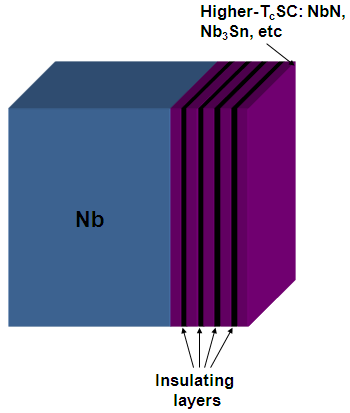 Higher-TcSC: NbN,
Nb3Sn, etc
Nb
Insulating
layers